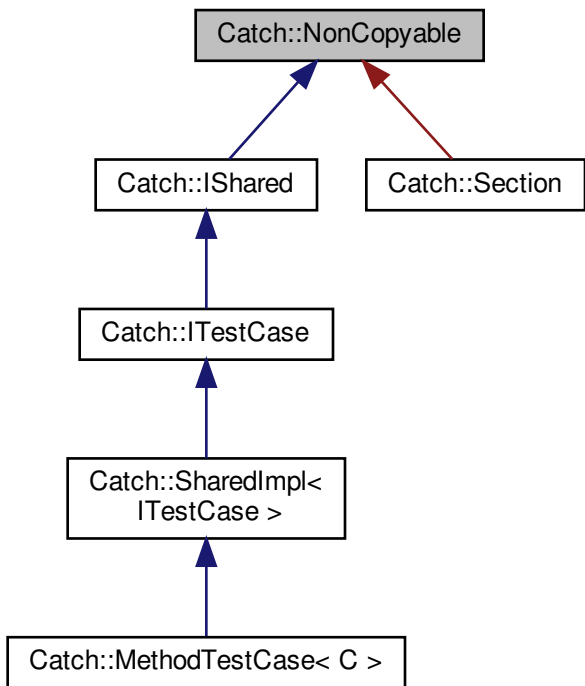 Catch::NonCopyable
Catch::IShared
Catch::Section
Catch::ITestCase
Catch::SharedImpl<
ITestCase >
Catch::MethodTestCase< C >